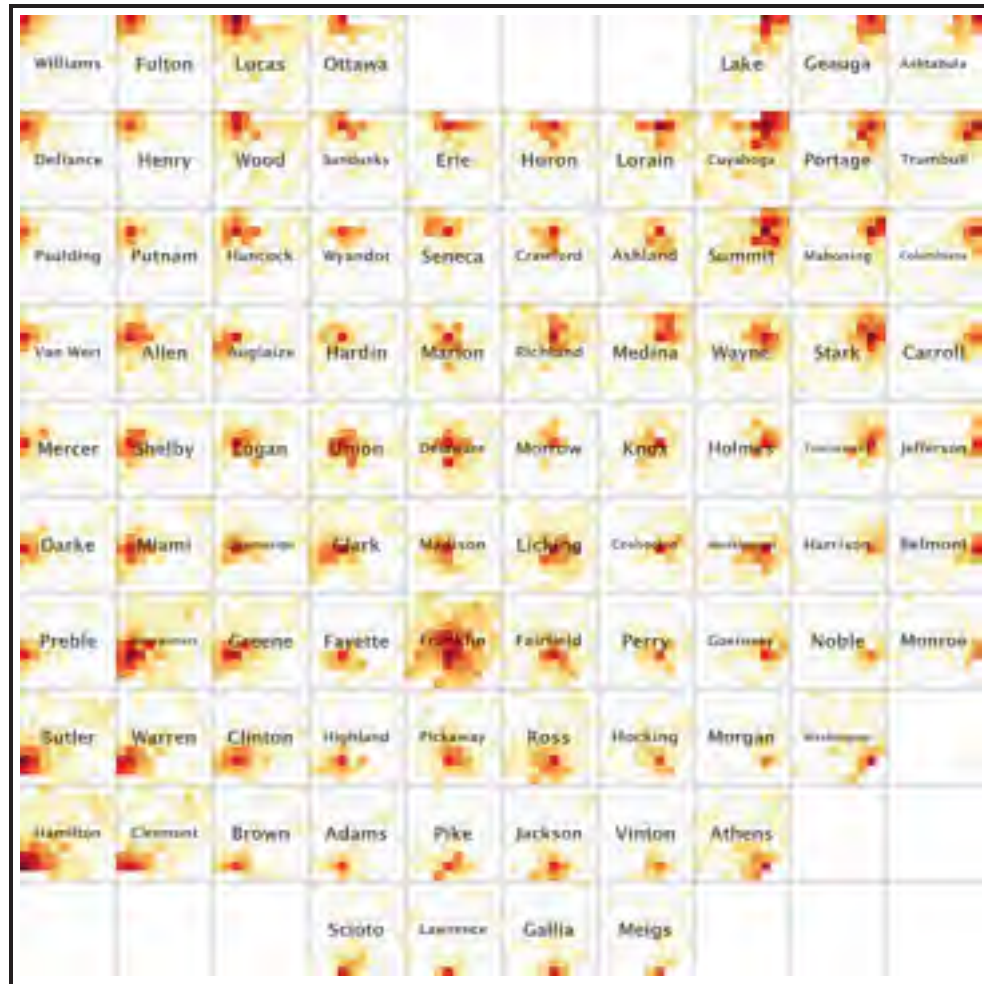 Williams Fulton Lucas Ottawa Lake Geauga Ashtabula
Defiance Henry Wood Sandusky Erie Huron Lorain Cuyahoga Portage Trumbull
Paulding Putnam Hancock Wyandot Seneca Crawford Ashland Summit Mahoning Columbiana
Van Wert Allen Auglaize Hardin Marion Richland Medina Wayne Stark Carroll
Mercer Shelby Logan Union Delaware Morrow Knox Holmes Tuscarawas Jefferson
Darke Miami Champaign Clark Madison Licking Coshocton Muskingum Harrison Belmont
Preble Montgomery Greene Fayette Franklin Fairfield Perry Guernsey Noble Monroe
Butler Warren Clinton Highland Pickaway Ross Hocking Morgan Washington
Hamilton Clermont Brown Adams Pike Jackson Vinton Athens
Scioto Lawrence Gallia Meigs